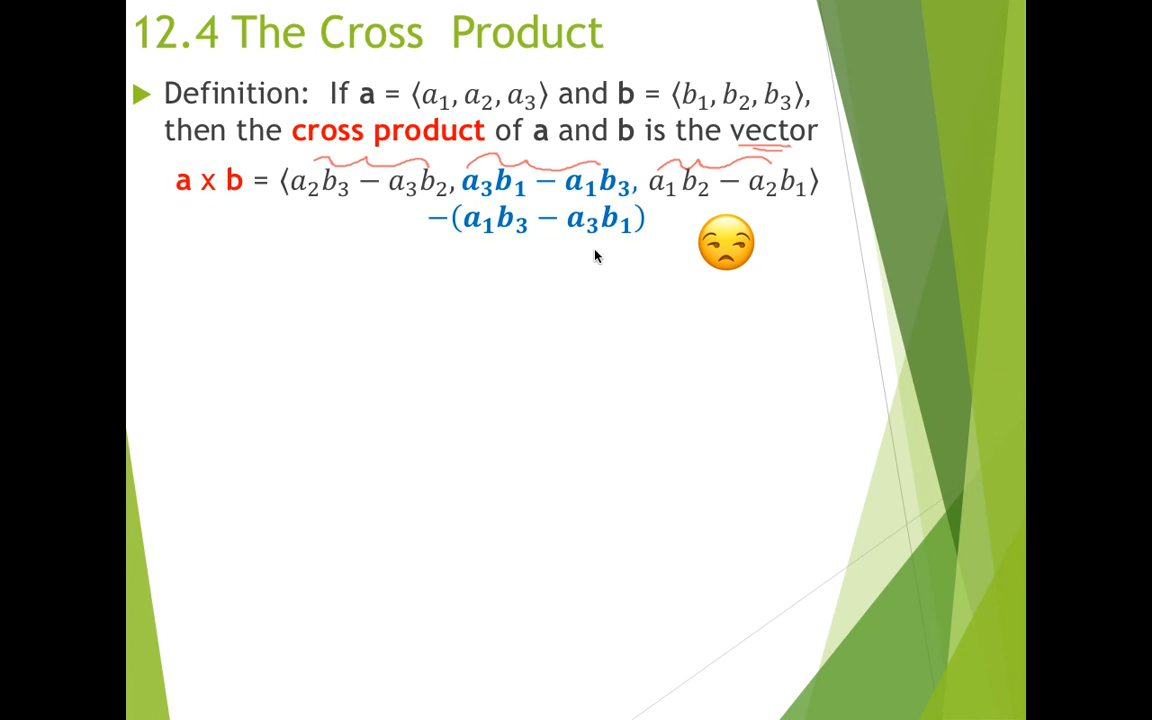 12.4 The Cross Product
Definition: If a = ⟨a₁, a₂, a₃⟩ and b = ⟨b₁, b₂, b₃⟩,
then the cross product of a and b is the vector
a x b = ⟨a₂b₃ − a₃b₂, a₃b₁ − a₁b₃, a₁b₂ − a₂b₁⟩
−(a₁b₃ − a₃b₁)